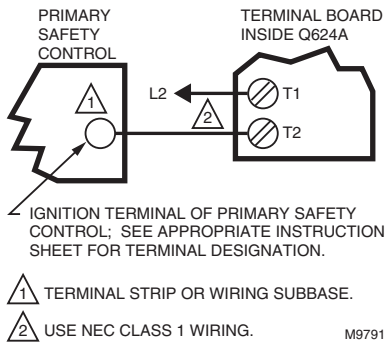 PRIMARY
SAFETY
CONTROL
TERMINAL BOARD
INSIDE Q624A
1
L2
T1
2
T2
IGNITION TERMINAL OF PRIMARY SAFETY
CONTROL; SEE APPROPRIATE INSTRUCTION
SHEET FOR TERMINAL DESIGNATION.
1 TERMINAL STRIP OR WIRING SUBBASE.
2 USE NEC CLASS 1 WIRING.
M9791